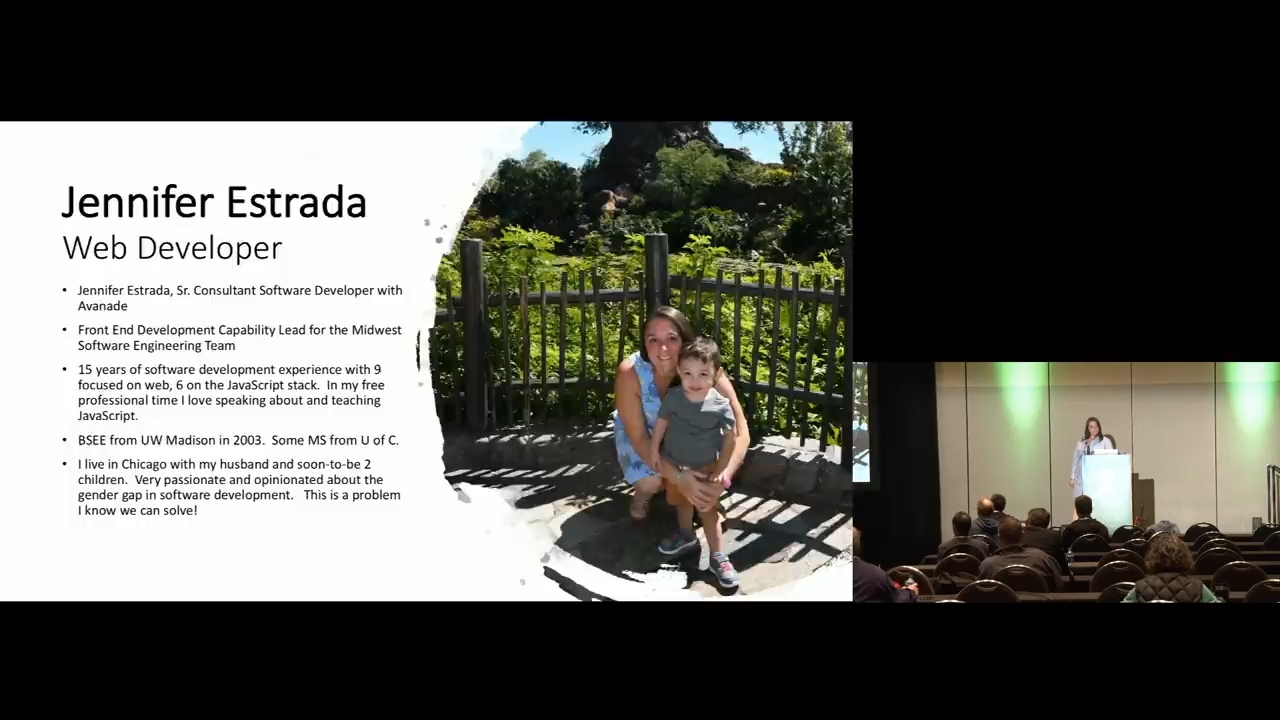 Jennifer Estrada
Web Developer
• Jennifer Estrada, Sr. Consultant Software Developer with
Avanade
• Front End Development Capability Lead for the Midwest
Software Engineering Team
• 15 years of software development experience with 9
focused on web, 6 on the JavaScript stack.  In my free
professional time I love speaking about and teaching
JavaScript.
• BSEE from UW Madison in 2003.  Some MS from U of C.
• I live in Chicago with my husband and soon-to-be 2
children.  Very passionate and opinionated about the
gender gap in software development.   This is a problem
I know we can solve!